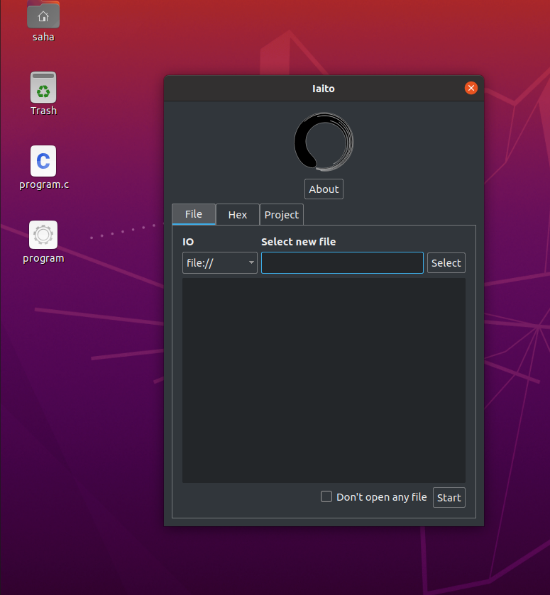 saha
Trash
program.c
program
Ialto
About
File Hex Project
IO Select new file
file:// Select
Don't open any file Start